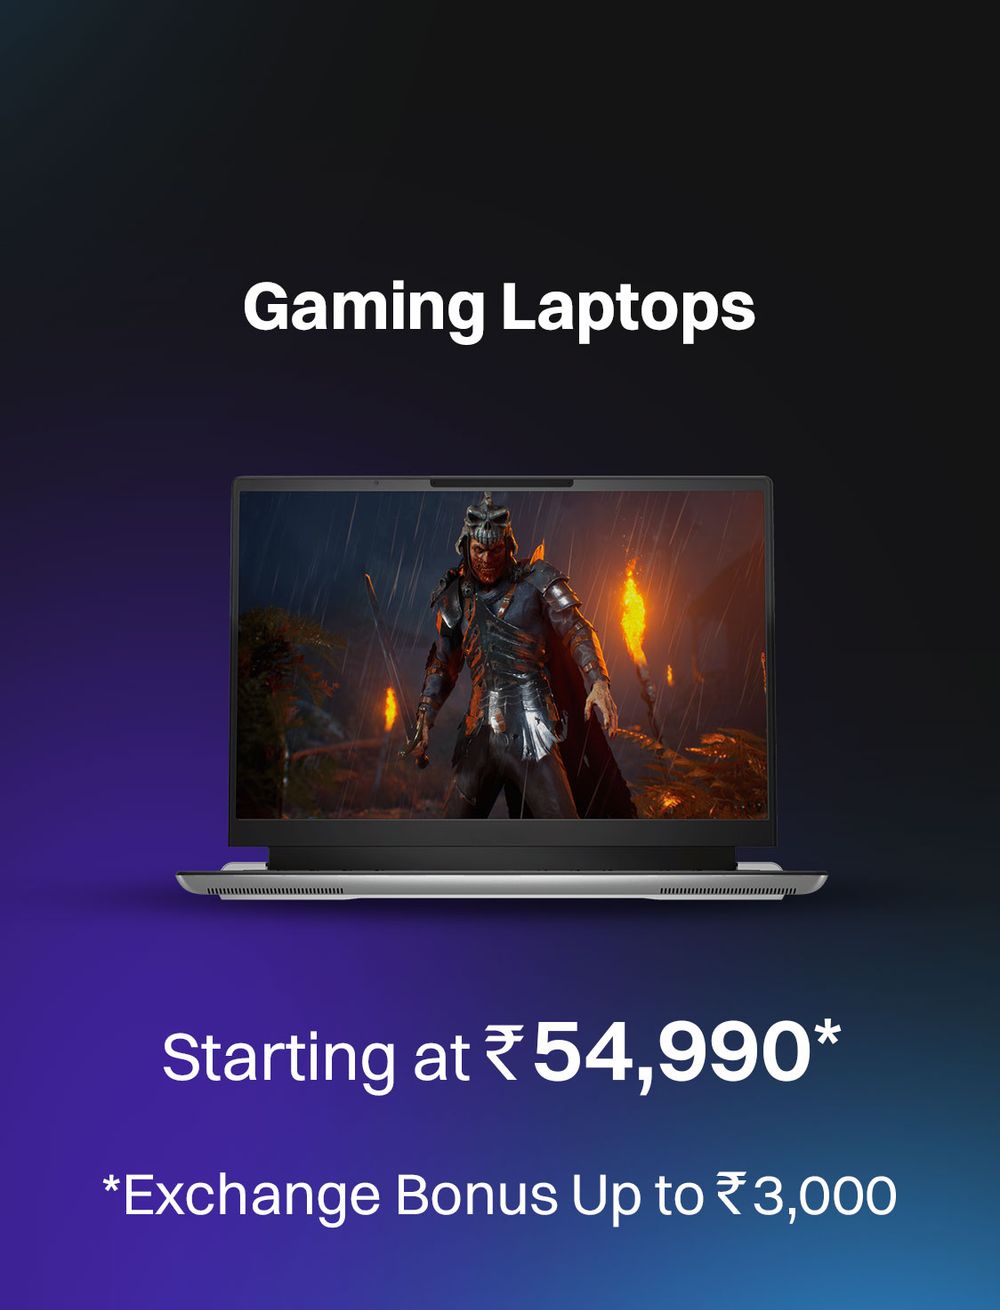 Gaming Laptops
Starting at ₹54,990*
*Exchange Bonus Up to ₹3,000